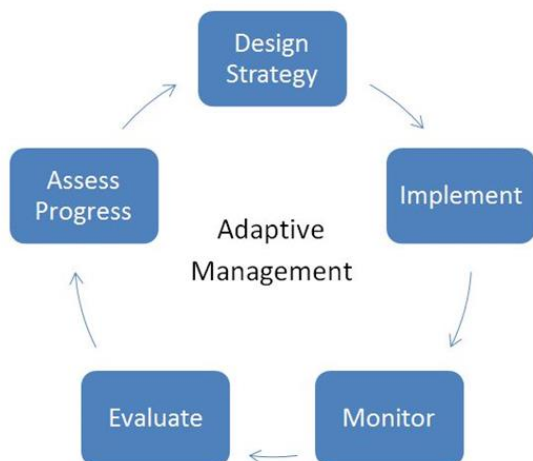 Design
Strategy
Implement
Monitor
Evaluate
Assess
Progress
Adaptive
Management